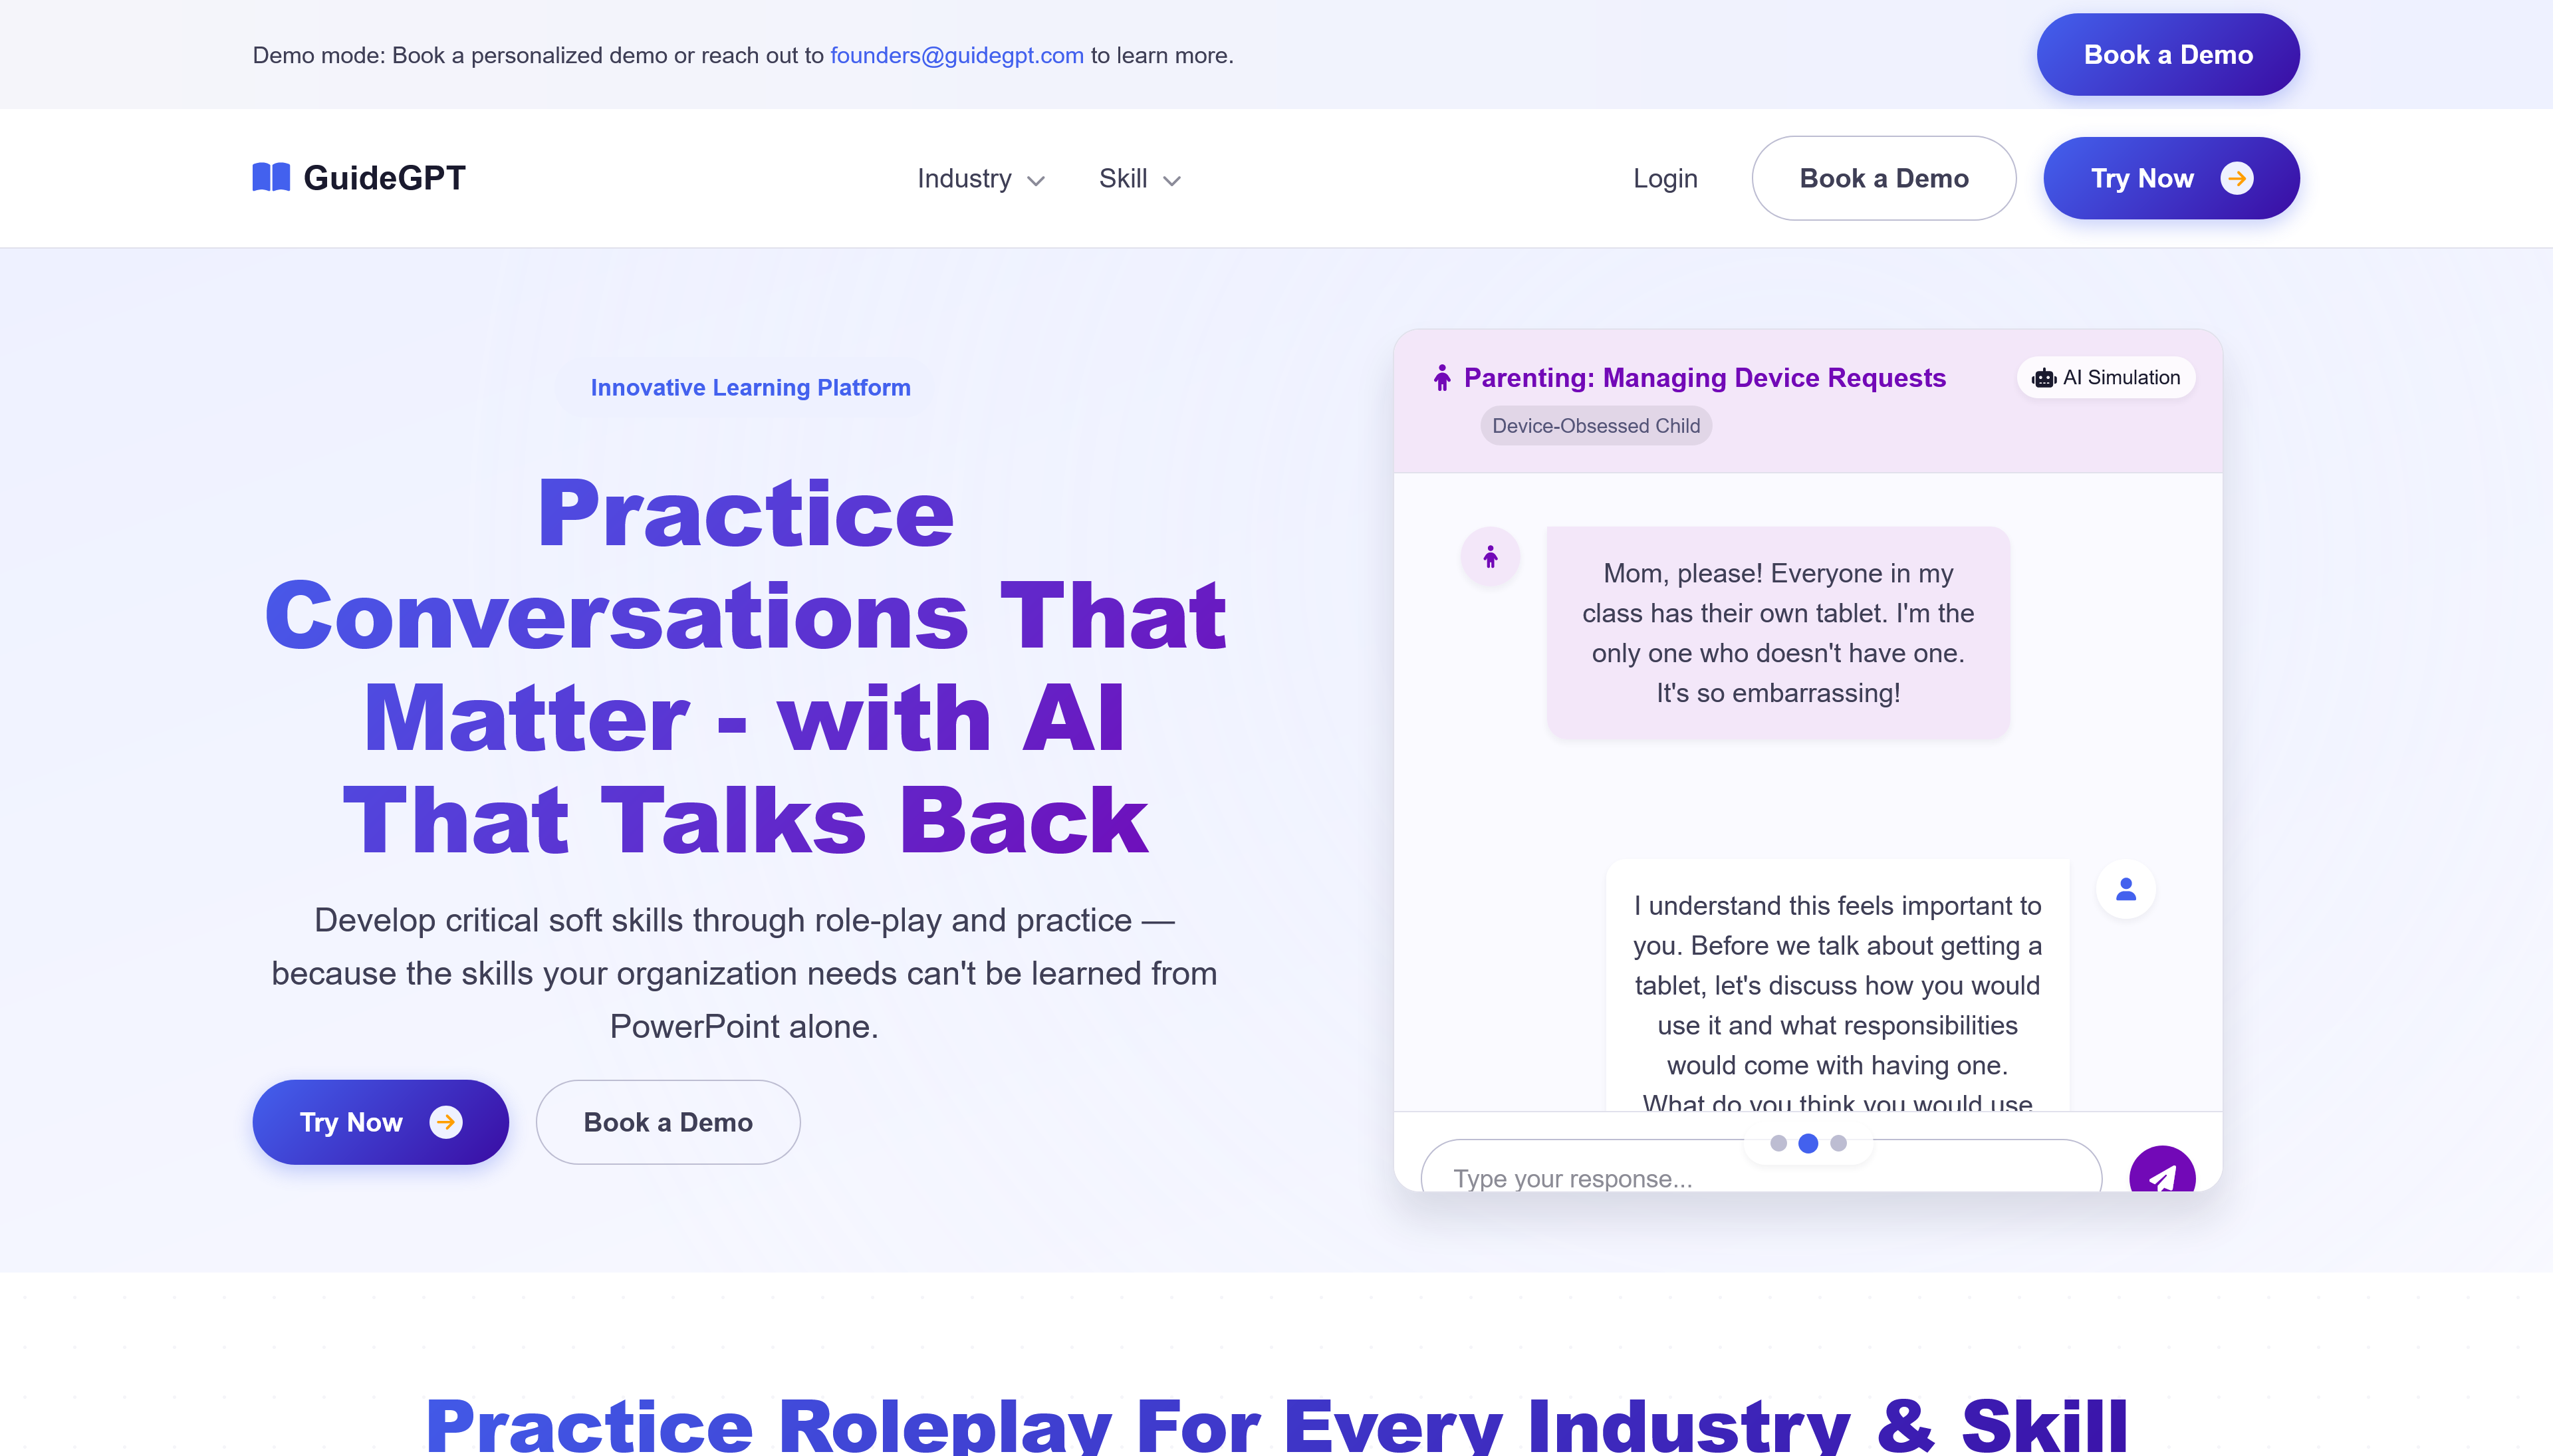 Demo mode: Book a personalized demo or reach out to founders@guidegpt.com to learn more.
Book a Demo
GuideGPT
Industry
Skill
Login
Book a Demo
Try Now
Innovative Learning Platform
Practice
Conversations That
Matter - with AI
That Talks Back
Develop critical soft skills through role-play and practice —
because the skills your organization needs can't be learned from
PowerPoint alone.
Try Now
Book a Demo
Parenting: Managing Device Requests
AI Simulation
Device-Obsessed Child
Mom, please! Everyone in my
class has their own tablet. I'm the
only one who doesn't have one.
It's so embarrassing!
I understand this feels important to
you. Before we talk about getting a
tablet, let's discuss how you would
use it and what responsibilities
would come with having one.
What do you think you would use
Type your response...
Practice Roleplay For Every Industry & Skill